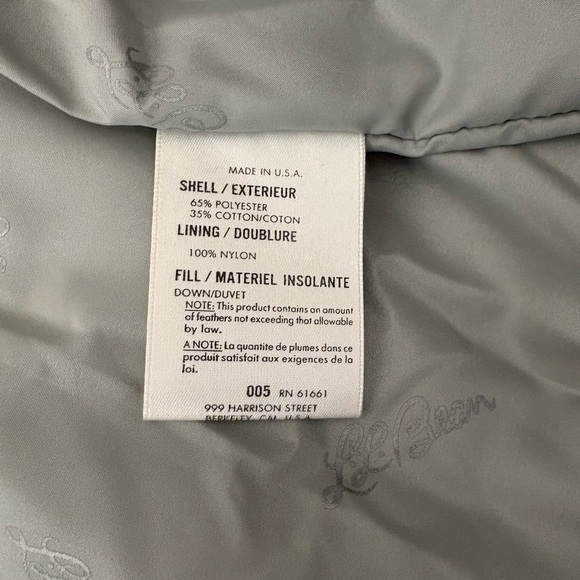 MADE IN U.S.A.
SHELL / EXTERIEUR
65% POLYESTER
35% COTTON/COTON
LINING / DOUBLURE
100% NYLON
FILL / MATERIEL INSOLANTE
DOWN/DUVET
NOTE: This product contains an amount
of feathers not exceeding that allowable
by law.
A NOTE: La quantite de plumes dans ce
produit satisfait aux exigences de la
loi.
005 RN 61661
999 HARRISON STREET
BERKELEY, CAL. U.S.A.
L.L. Bean